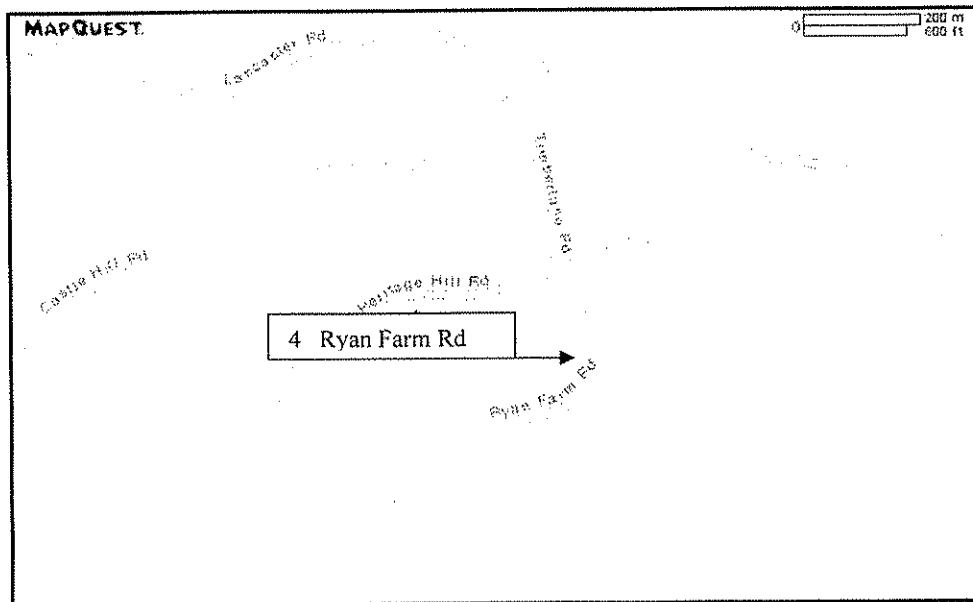 MAPQUEST.
0 200 m
600 ft
Lancaster Rd
Castle Hill Rd
Heritage Hill Rd
4 Ryan Farm Rd
Ryan Farm Rd